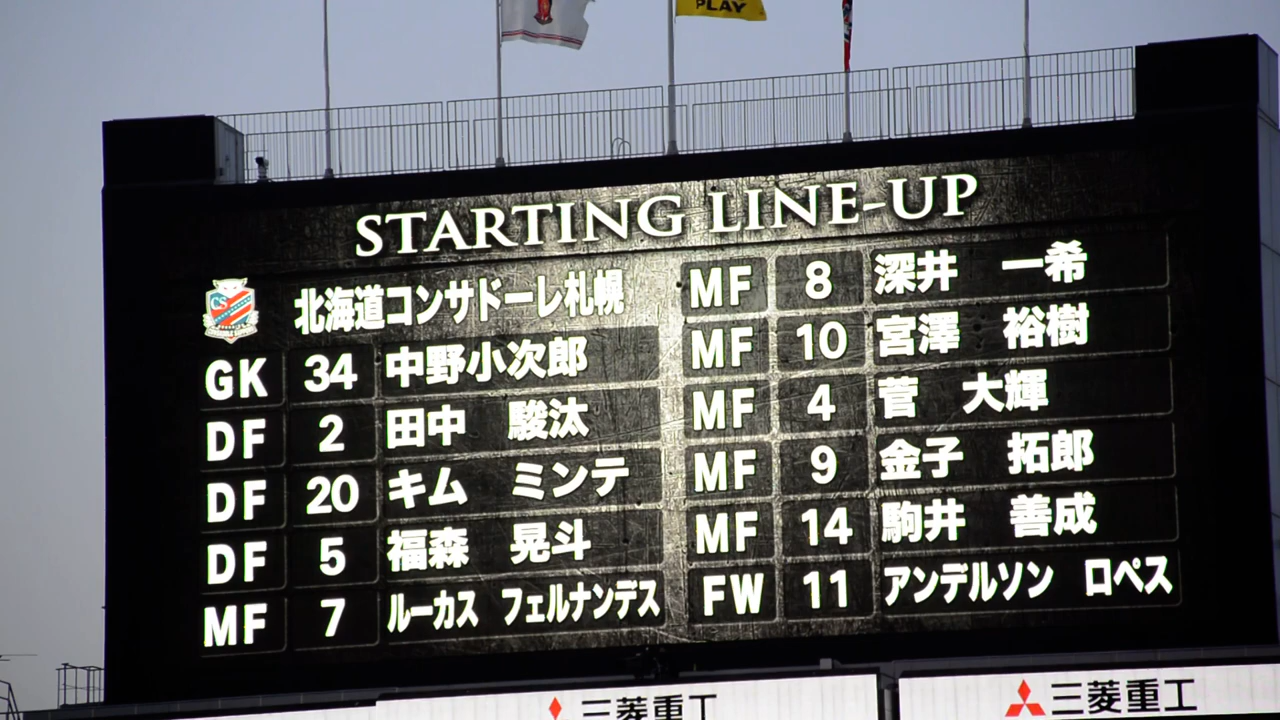 PLAY
STARTING LINE-UP
北海道コンサドーレ札幌
GK 34 中野小次郎
DF 2 田中 駿汰
DF 20 キム ミンテ
DF 5 福森 晃斗
MF 7 ルーカス フェルナンデス
MF 8 深井 一希
MF 10 宮澤 裕樹
MF 4 菅 大輝
MF 9 金子 拓郎
MF 14 駒井 善成
FW 11 アンデルソン ロペス
三菱重工
三菱重工